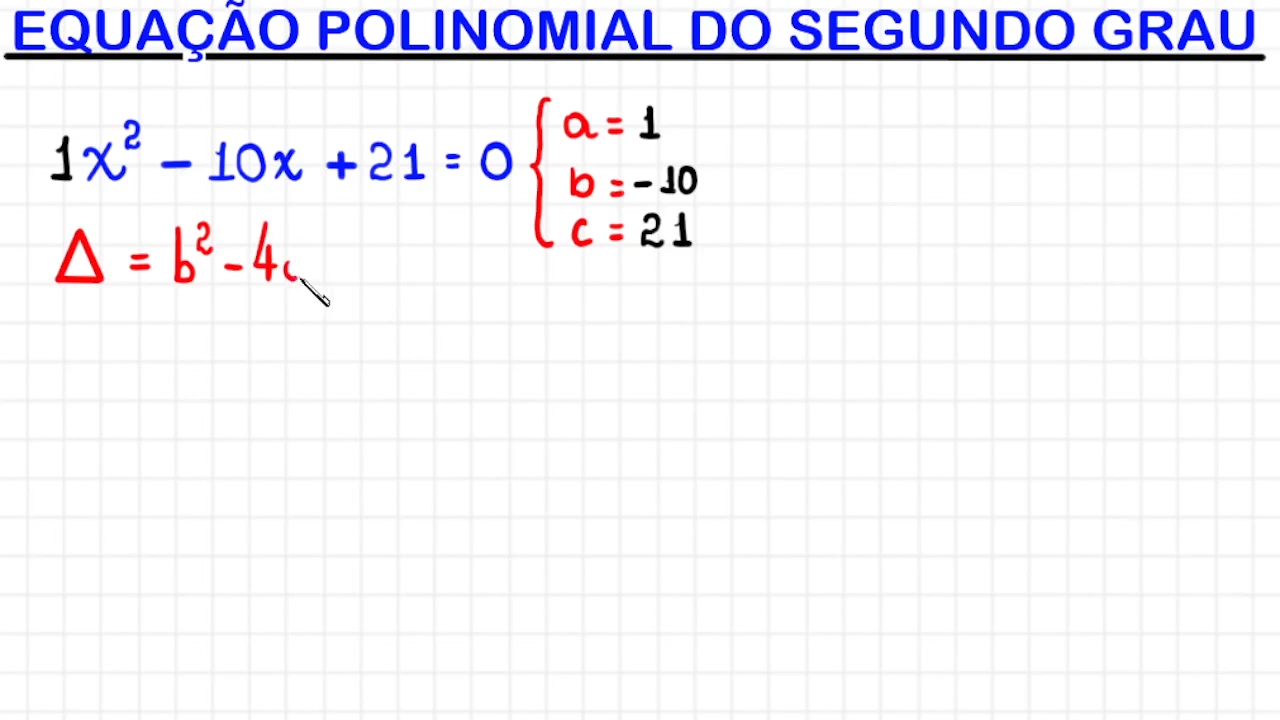 EQUAÇÃO POLINOMIAL DO SEGUNDO GRAU
1x² - 10x + 21 = 0 { a = 1
b = -10
c = 21
Δ = b² - 4